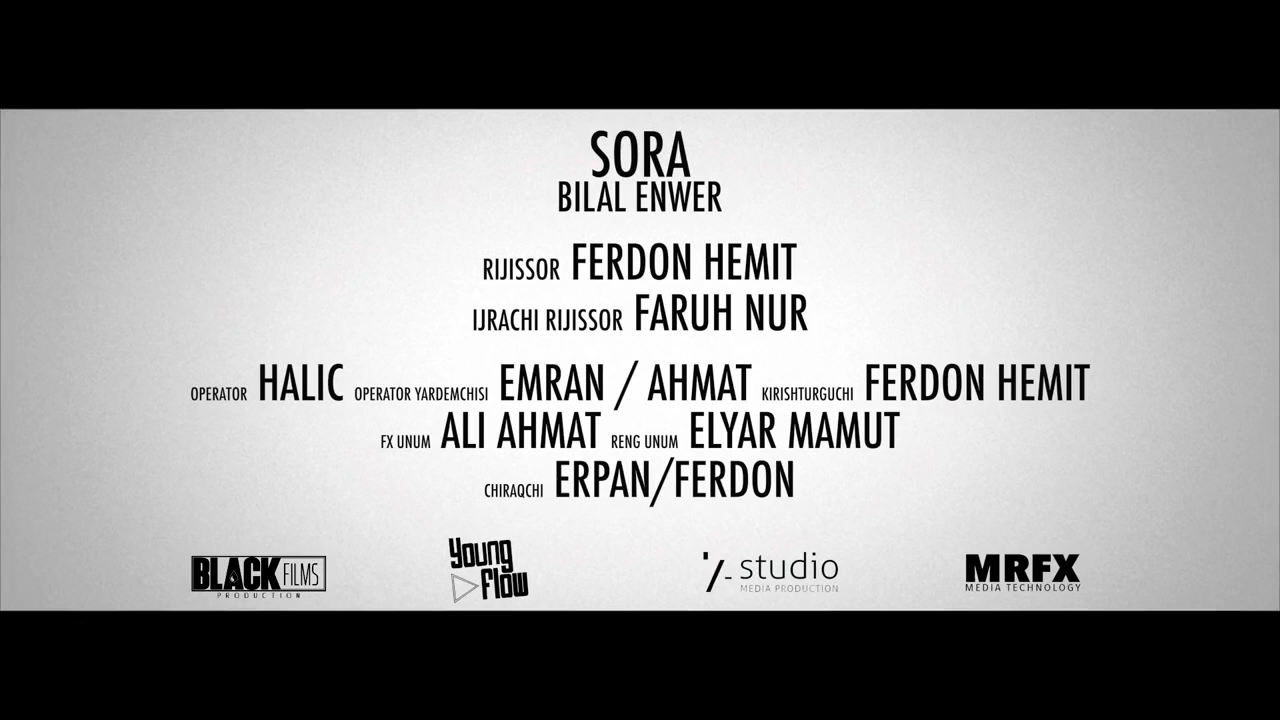 SORA
BILAL ENWER
RIJISSOR FERDON HEMIT
IJRACHI RIJISSOR FARUH NUR
OPERATOR HALIC OPERATOR YARDEMCHISI EMRAN / AHMAT KIRISHTURGUCHI FERDON HEMIT
FX UNUM ALI AHMAT RENG UNUM ELYAR MAMUT
CHIRAQCHI ERPAN/FERDON
BLACK FILMS
PRODUCTION
Young
Flow
studio
MEDIA PRODUCTION
MRFX
MEDIA TECHNOLOGY